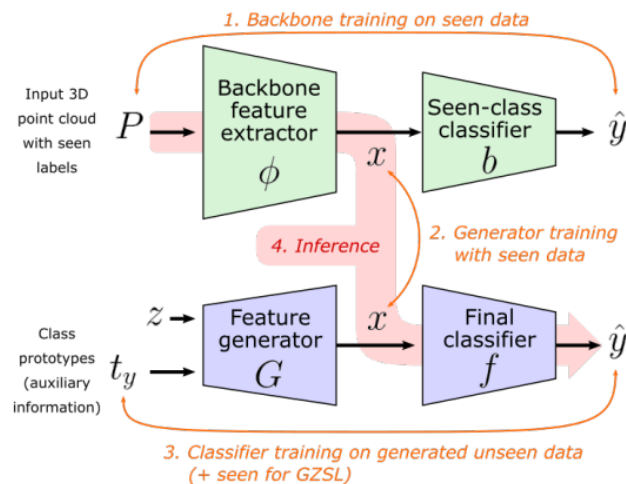 1. Backbone training on seen data
Input 3D
point cloud
with seen
labels
P
Backbone
feature
extractor
ϕ
x
Seen-class
classifier
b
ŷ
4. Inference
2. Generator training
with seen data
Class
prototypes
(auxiliary
information)
z
t_y
Feature
generator
G
x
Final
classifier
f
ŷ
3. Classifier training on generated unseen data
(+ seen for GZSL)